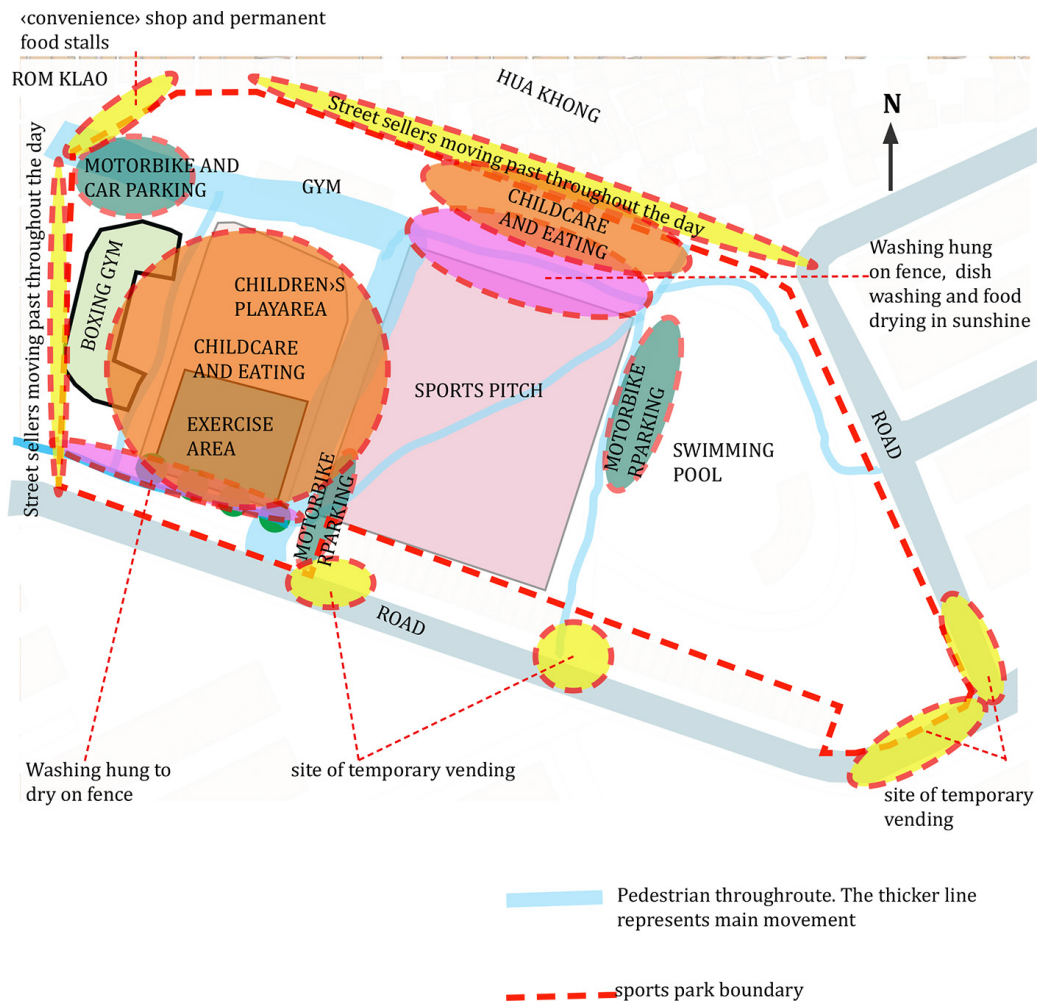 ‹convenience› shop and permanent
food stalls
ROM KLAO
HUA KHONG
N
Street sellers moving past throughout the day
Street sellers moving past throughout the day
MOTORBIKE AND
CAR PARKING
GYM
CHILDCARE
AND EATING
Washing hung
on fence, dish
washing and food
drying in sunshine
BOXING GYM
CHILDREN›S
PLAYAREA
CHILDCARE
AND EATING
SPORTS PITCH
EXERCISE
AREA
MOTORBIKE
RPARKING
MOTORBIKE
RPARKING
SWIMMING
POOL
ROAD
ROAD
Washing hung to
dry on fence
site of temporary vending
site of temporary
vending
Pedestrian throughroute. The thicker line
represents main movement
sports park boundary